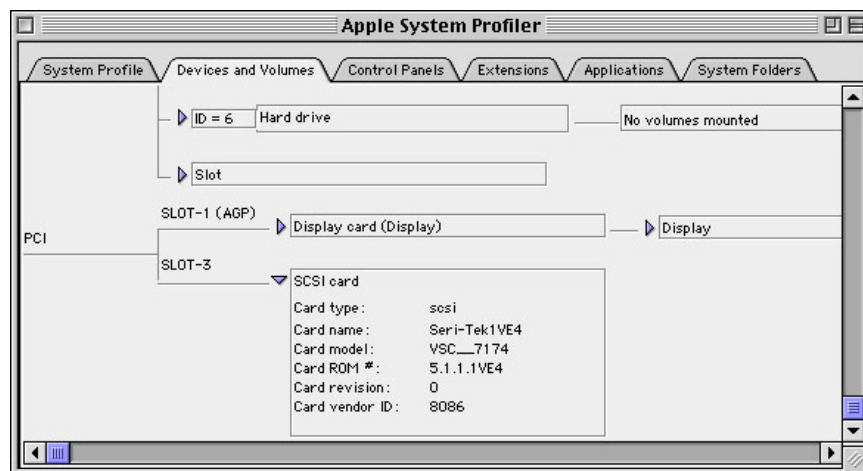 Apple System Profiler
System Profile Devices and Volumes Control Panels Extensions Applications System Folders
ID = 6 Hard drive No volumes mounted
Slot
SLOT-1 (AGP)
Display card (Display) Display
PCI
SLOT-3
SCSI card
Card type: scsi
Card name: Seri-Tek1VE4
Card model: VSC__7174
Card ROM #: 5.1.1.1VE4
Card revision: 0
Card vendor ID: 8086